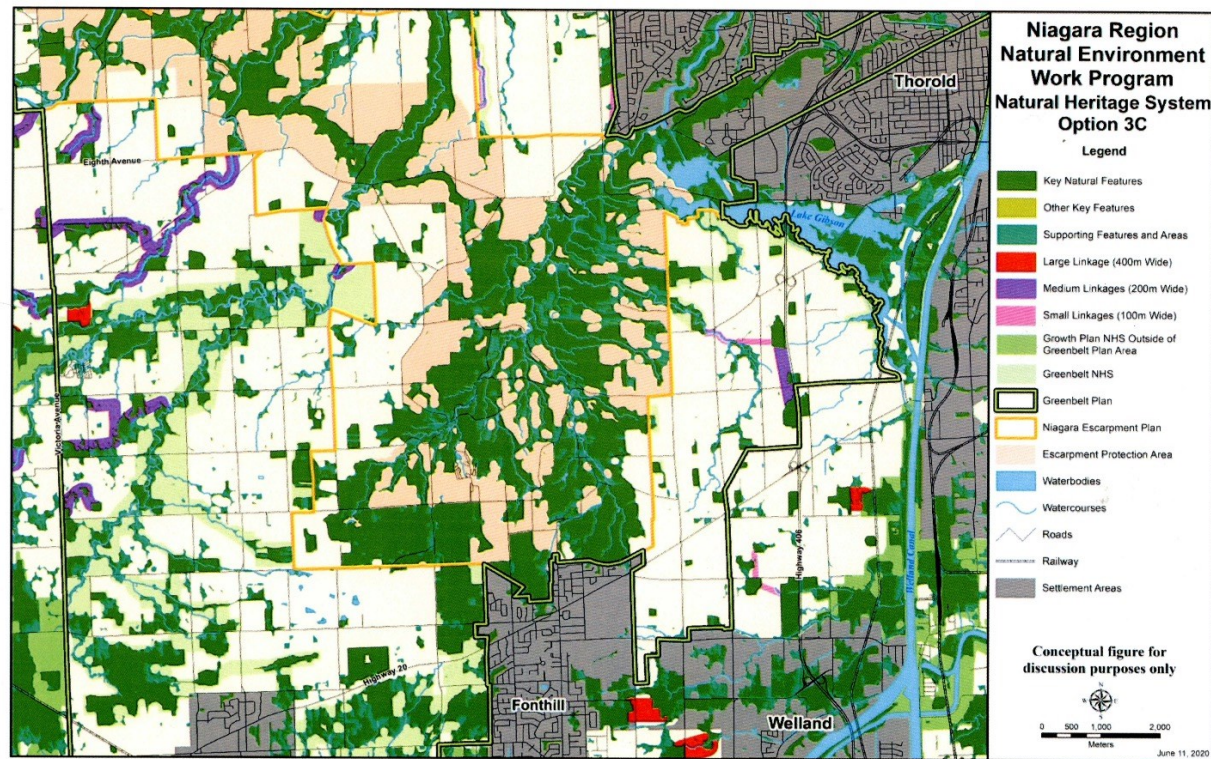 Niagara Region
Natural Environment
Work Program
Natural Heritage System
Option 3C
Legend
Key Natural Features
Other Key Features
Supporting Features and Areas
Large Linkage (400m Wide)
Medium Linkages (200m Wide)
Small Linkages (100m Wide)
Growth Plan NHS Outside of
Greenbelt Plan Area
Greenbelt NHS
Greenbelt Plan
Niagara Escarpment Plan
Escarpment Protection Area
Waterbodies
Watercourses
Roads
Railway
Settlement Areas
Conceptual figure for
discussion purposes only
N
W E
S
0 500 1,000 2,000
Meters
June 11, 2020
Thorold
Eighth Avenue
Lake Gibson
Victoria Avenue
Highway 406
Welland Canal
Highway 20
Fonthill
Welland